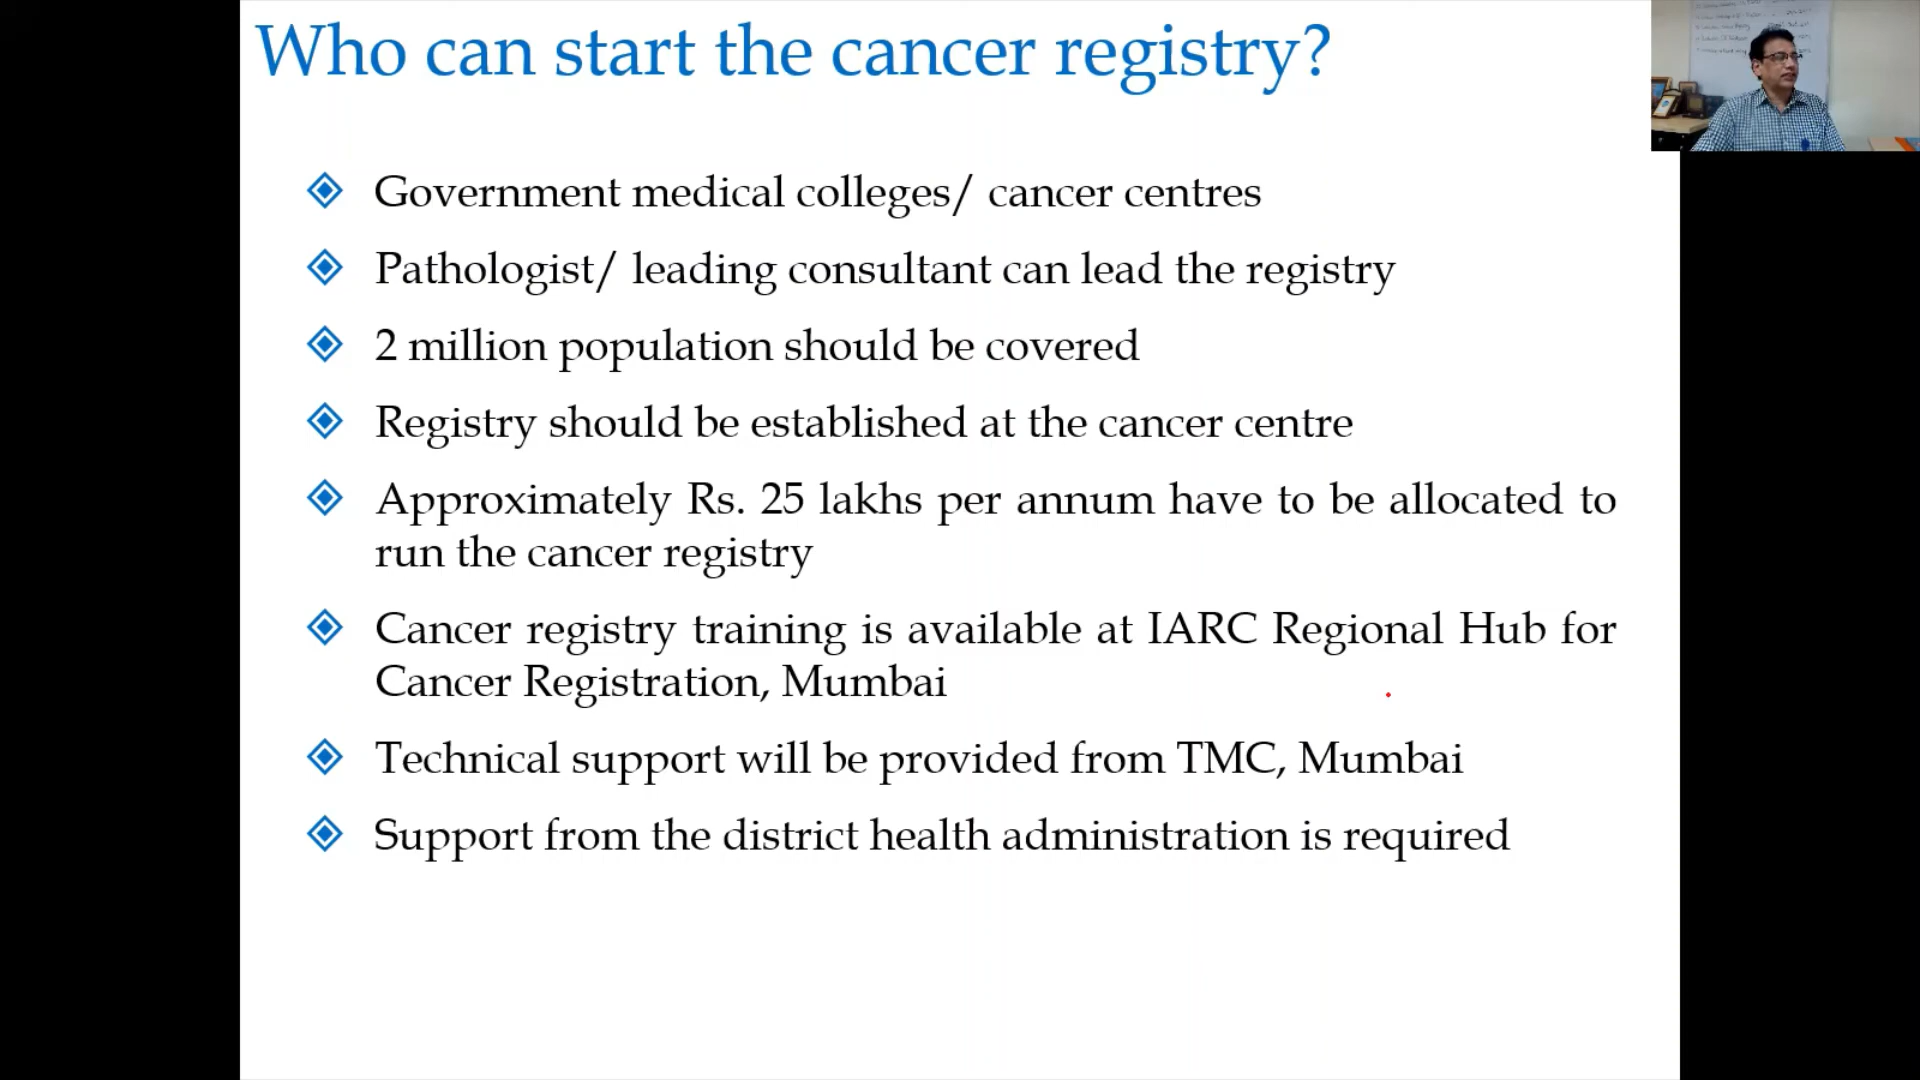 Who can start the cancer registry?
Government medical colleges/ cancer centres
Pathologist/ leading consultant can lead the registry
2 million population should be covered
Registry should be established at the cancer centre
Approximately Rs. 25 lakhs per annum have to be allocated to
run the cancer registry
Cancer registry training is available at IARC Regional Hub for
Cancer Registration, Mumbai
Technical support will be provided from TMC, Mumbai
Support from the district health administration is required